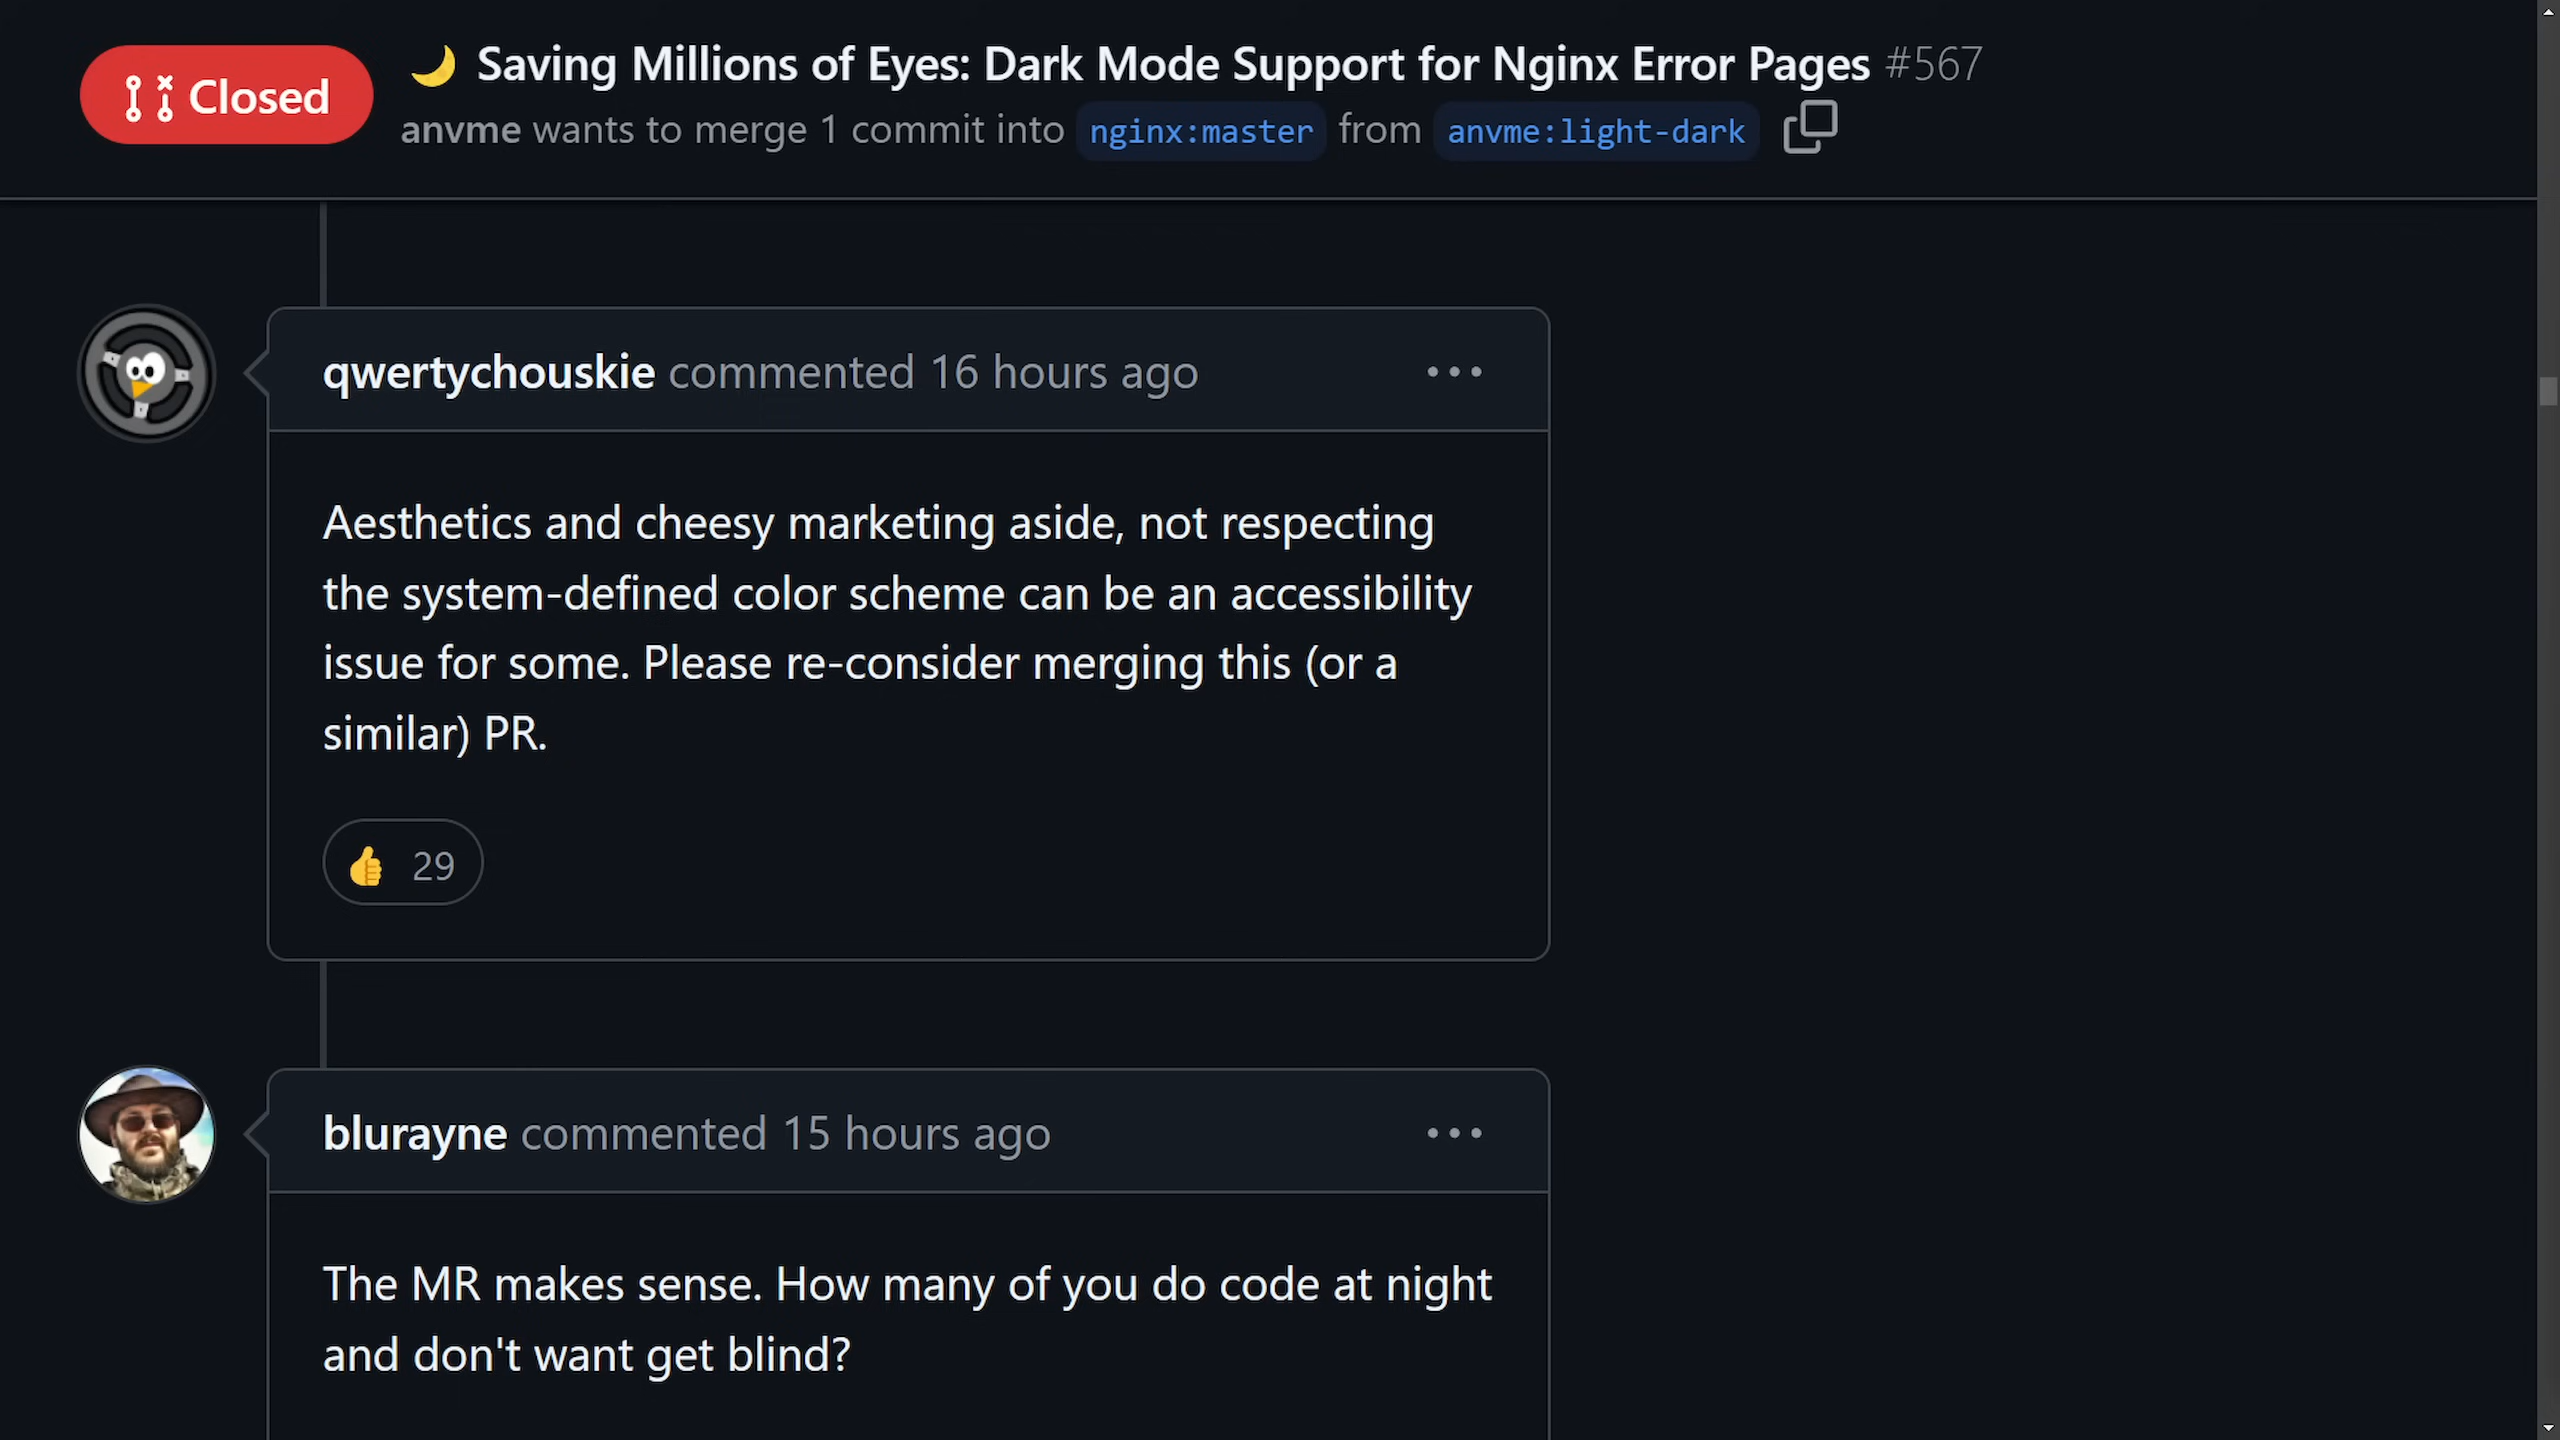 Closed
🌙 Saving Millions of Eyes: Dark Mode Support for Nginx Error Pages #567
anvme wants to merge 1 commit into nginx:master from anvme:light-dark
qwertychouskie commented 16 hours ago
Aesthetics and cheesy marketing aside, not respecting
the system-defined color scheme can be an accessibility
issue for some. Please re-consider merging this (or a
similar) PR.
👍 29
blurayne commented 15 hours ago
The MR makes sense. How many of you do code at night
and don't want get blind?